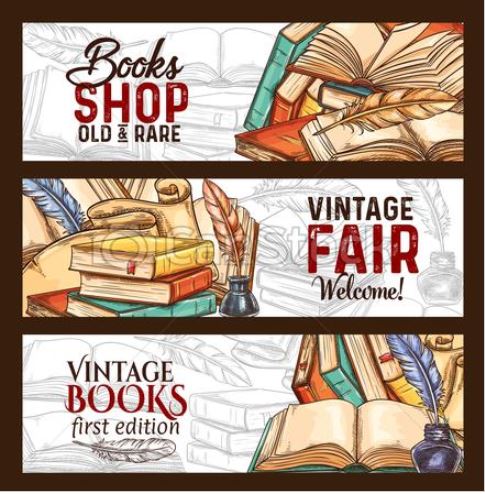 Books
SHOP
OLD & RARE
VINTAGE
FAIR
Welcome!
VINTAGE
BOOKS
first edition